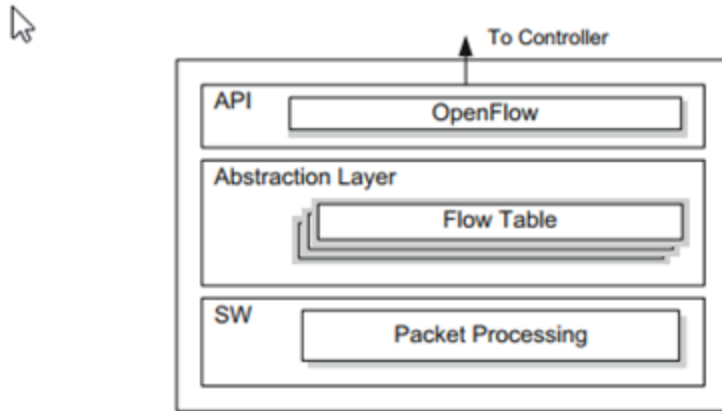 To Controller
API
OpenFlow
Abstraction Layer
Flow Table
SW
Packet Processing